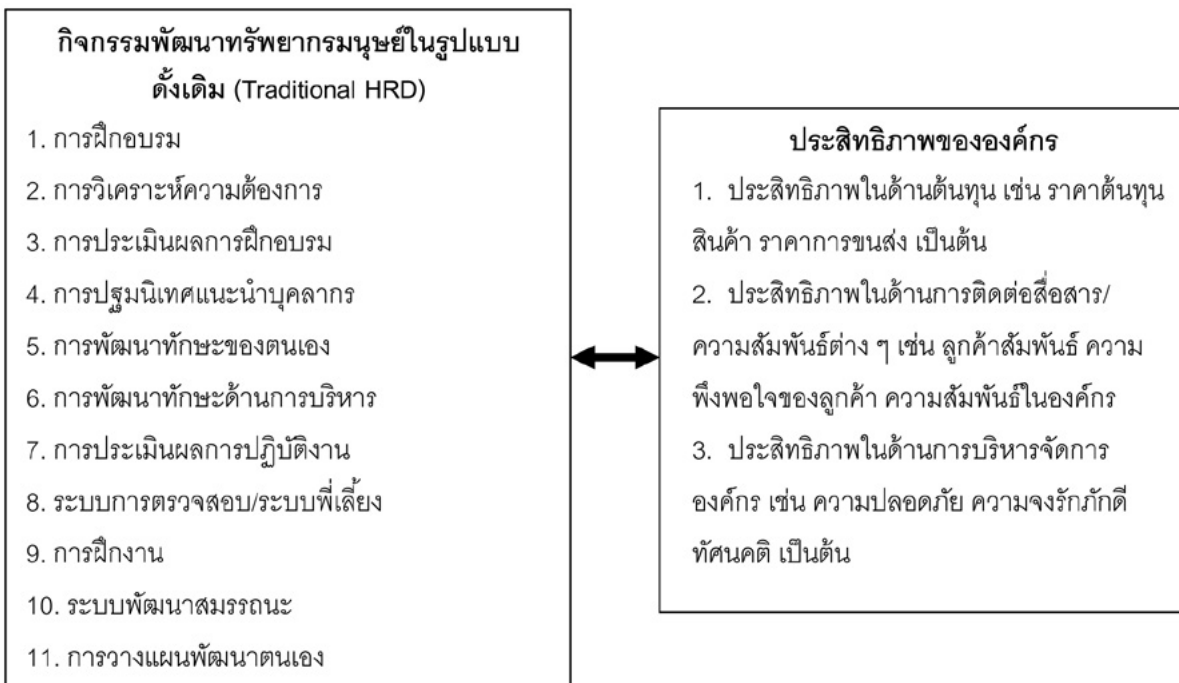 กิจกรรมพัฒนาทรัพยากรมนุษย์ในรูปแบบ
ดั้งเดิม (Traditional HRD)
1. การฝึกอบรม
2. การวิเคราะห์ความต้องการ
3. การประเมินผลการฝึกอบรม
4. การปฐมนิเทศแนะนำบุคลากร
5. การพัฒนาทักษะของตนเอง
6. การพัฒนาทักษะด้านการบริหาร
7. การประเมินผลการปฏิบัติงาน
8. ระบบการตรวจสอบ/ระบบพี่เลี้ยง
9. การฝึกงาน
10. ระบบพัฒนาสมรรถนะ
11. การวางแผนพัฒนาตนเอง
ประสิทธิภาพขององค์กร
1. ประสิทธิภาพในด้านต้นทุน เช่น ราคาต้นทุน
สินค้า ราคาการขนส่ง เป็นต้น
2. ประสิทธิภาพในด้านการติดต่อสื่อสาร/
ความสัมพันธ์ต่าง ๆ เช่น ลูกค้าสัมพันธ์ ความ
พึงพอใจของลูกค้า ความสัมพันธ์ในองค์กร
3. ประสิทธิภาพในด้านการบริหารจัดการ
องค์กร เช่น ความปลอดภัย ความจงรักภักดี
ทัศนคติ เป็นต้น